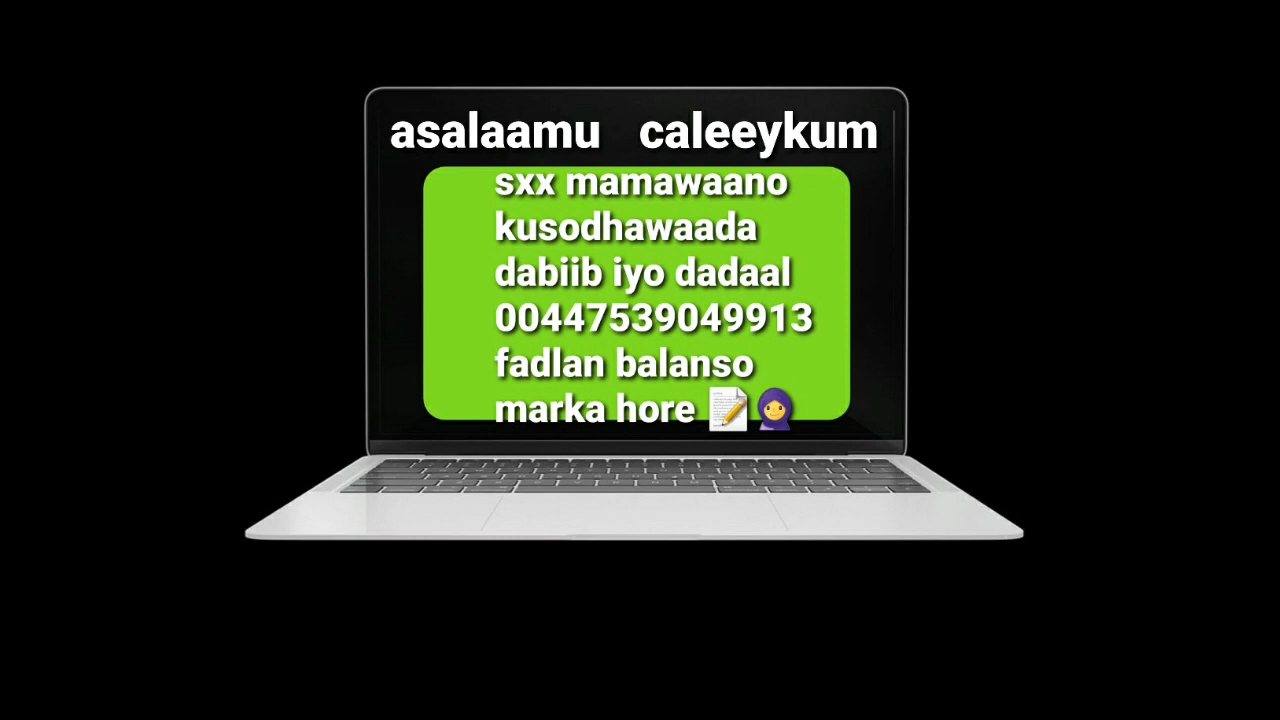 asalaamu caleeykum
sxx mamawaano
kusodhawaada
dabiib iyo dadaal
00447539049913
fadlan balanso
marka hore 📝🧕